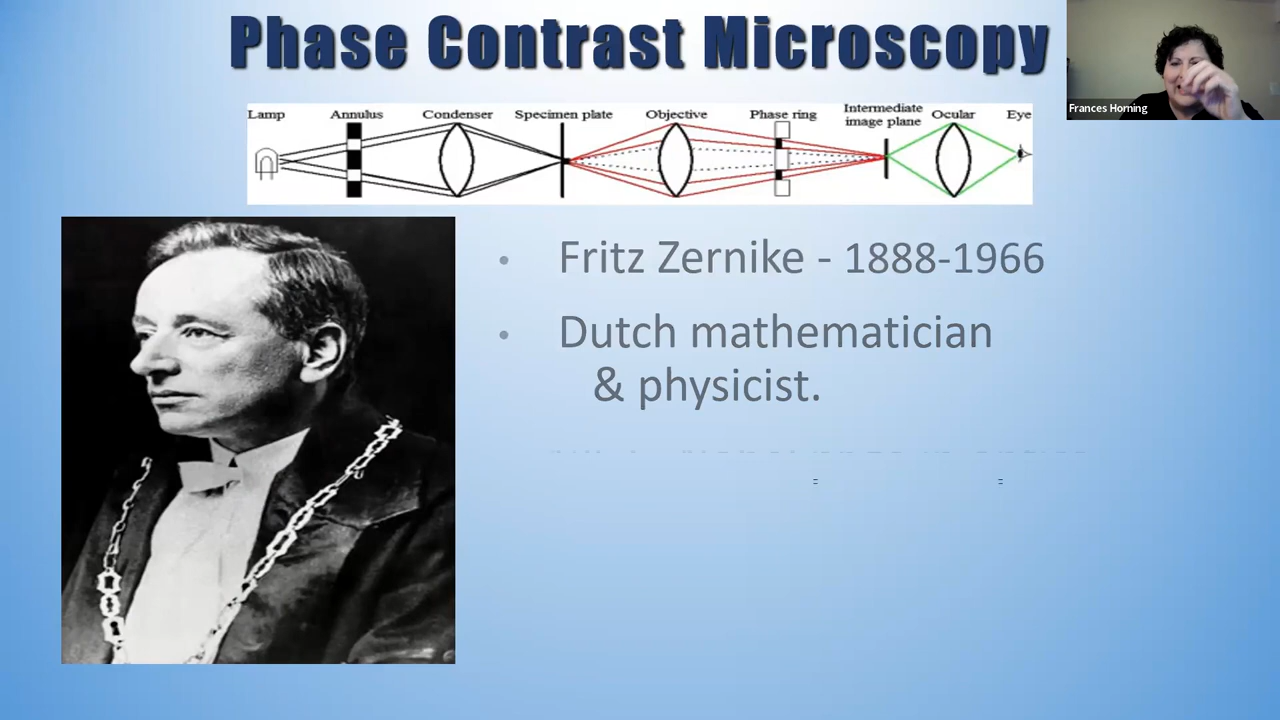 Phase Contrast Microscopy
Frances Horning
Lamp Annulus Condenser Specimen plate Objective Phase ring Intermediate image plane Ocular Eye
• Fritz Zernike - 1888-1966
• Dutch mathematician
& physicist.